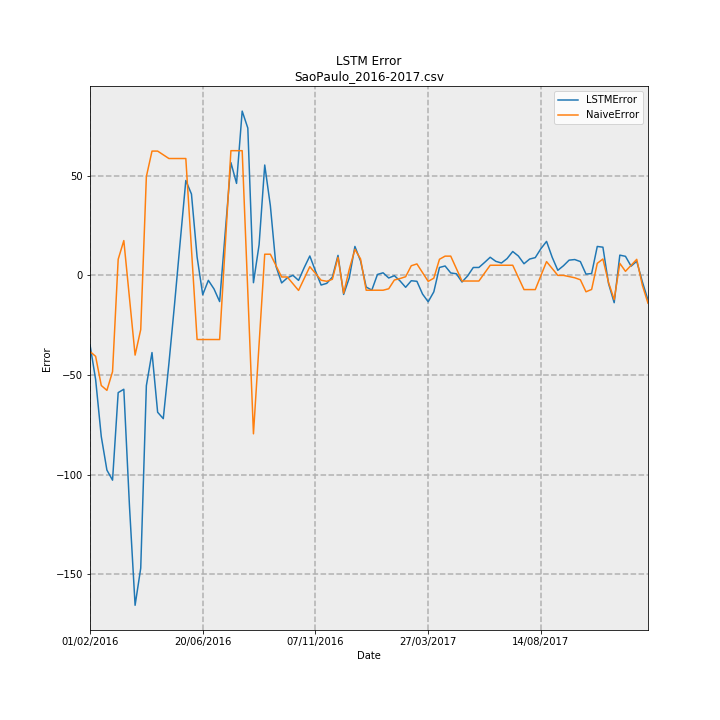 LSTM Error
SaoPaulo_2016-2017.csv
LSTMError
NaiveError
50
0
−50
−100
−150
Error
01/02/2016 20/06/2016 07/11/2016 27/03/2017 14/08/2017
Date